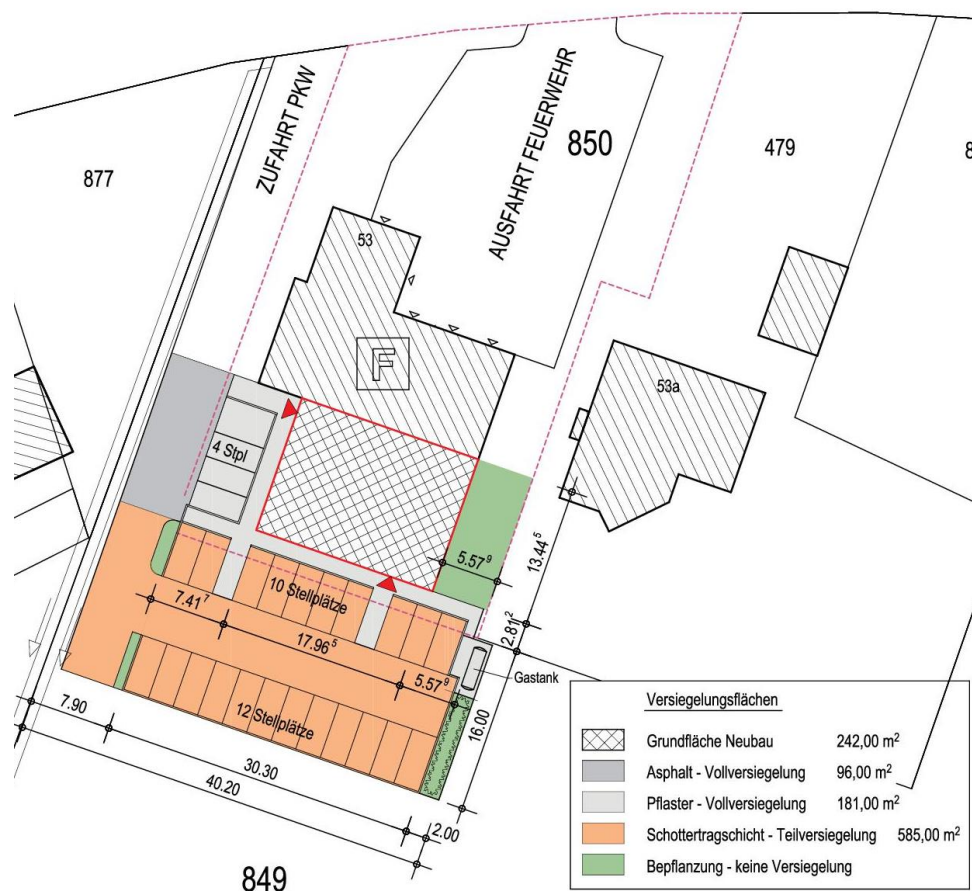 ZUFAHRT PKW
AUSFAHRT FEUERWEHR
850
479
8
877
53
F
53a
4 Stpl
5.57⁹
13.44⁵
10 Stellplätze
7.41⁷
17.96⁵
2.81²
5.57⁹
Gastank
12 Stellplätze
16.00
7.90
30.30
40.20
2.00
849
Versiegelungsflächen
Grundfläche Neubau 242,00 m²
Asphalt - Vollversiegelung 96,00 m²
Pflaster - Vollversiegelung 181,00 m²
Schottertragschicht - Teilversiegelung 585,00 m²
Bepflanzung - keine Versiegelung